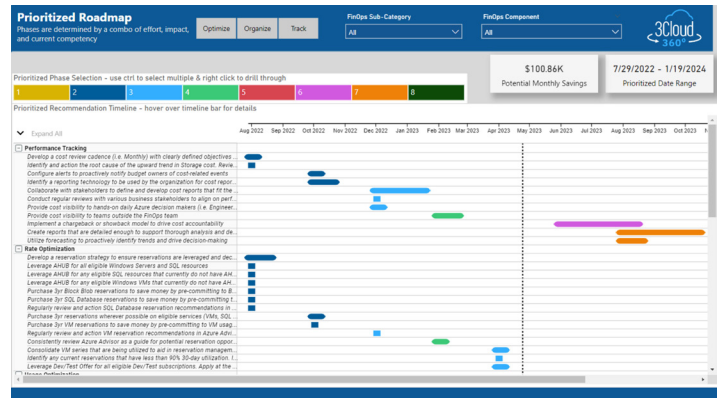 Prioritized Roadmap
Phases are determined by a combo of effort, impact,
and current competency
Optimize
Organize
Track
FinOps Sub-Category
All
FinOps Component
All
3Cloud
360°
Prioritized Phase Selection - use ctrl to select multiple & right click to drill through
1 2 3 4 5 6 7 8
$100.86K
Potential Monthly Savings
7/29/2022 - 1/19/2024
Prioritized Date Range
Prioritized Recommendation Timeline - hover over timeline bar for details
Expand All
Aug 2022 Sep 2022 Oct 2022 Nov 2022 Dec 2022 Jan 2023 Feb 2023 Mar 2023 Apr 2023 May 2023 Jun 2023 Jul 2023 Aug 2023 Sep 2023 Oct 2023 N
Performance Tracking
Develop a cost review cadence (i.e. Monthly) with clearly defined objectives ...
Identify and action the root cause of the upward trend in Storage cost. Revie...
Configure alerts to proactively notify budget owners of cost-related events
Identify a reporting technology to be used by the organization for cost repor...
Collaborate with stakeholders to define and develop cost reports that fit the ...
Conduct regular reviews with various business stakeholders to align on perf...
Provide cost visibility to hands-on daily Azure decision makers (i.e. Engineer...
Provide cost visibility to teams outside the FinOps team
Implement a chargeback or showback model to drive cost accountability
Create reports that are detailed enough to support thorough analysis and de...
Utilize forecasting to proactively identify trends and drive decision-making
Rate Optimization
Develop a reservation strategy to ensure reservations are leveraged and dec...
Leverage AHUB for all eligible Windows Servers and SQL resources
Leverage AHUB for any eligible SQL resources that currently do not have AH...
Leverage AHUB for any eligible Windows VMs that currently do not have AH...
Purchase 3yr Block Blob reservations to save money by pre-committing to B...
Purchase 3yr SQL Database reservations to save money by pre-committing t...
Regularly review and action SQL Database reservation recommendations in ...
Purchase 3yr reservations wherever possible on eligible services (VMs, SQL ...
Purchase 3yr VM reservations to save money by pre-committing to VM usag...
Regularly review and action VM reservation recommendations in Azure Advi...
Consistently review Azure Advisor as a guide for potential reservation oppor...
Consolidate VM series that are being utilized to aid in reservation managem...
Identify any current reservations that have less than 90% 30-day utilization. I...
Leverage Dev/Test Offer for all eligible Dev/Test subscriptions. Apply at the ...
Usage Optimization